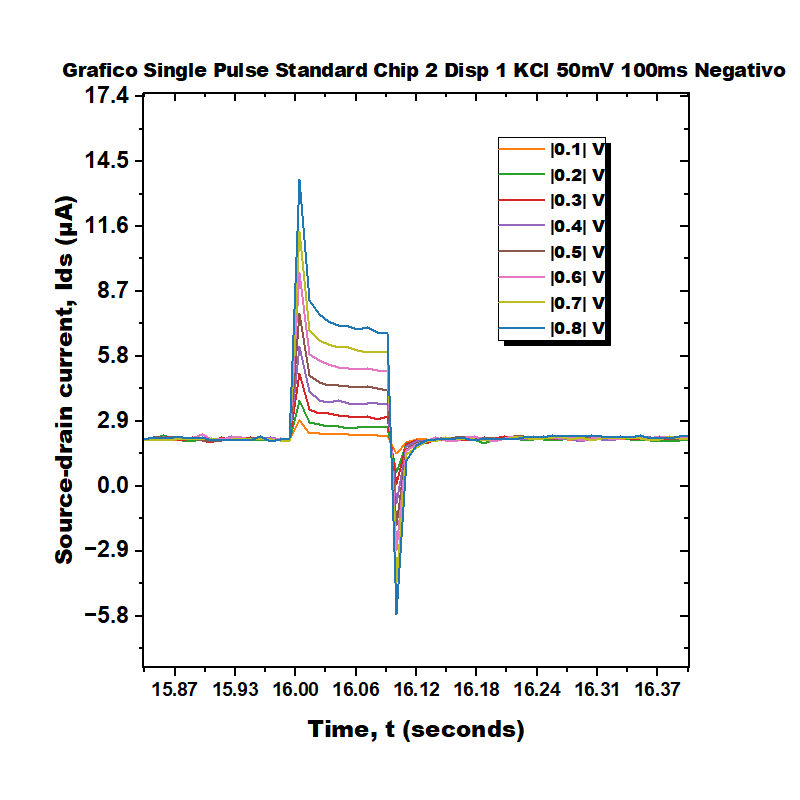 Grafico Single Pulse Standard Chip 2 Disp 1 KCl 50mV 100ms Negativo
17.4
14.5
11.6
8.7
5.8
2.9
0.0
−2.9
−5.8
Source-drain current, Ids (µA)
|0.1| V
|0.2| V
|0.3| V
|0.4| V
|0.5| V
|0.6| V
|0.7| V
|0.8| V
15.87 15.93 16.00 16.06 16.12 16.18 16.24 16.31 16.37
Time, t (seconds)